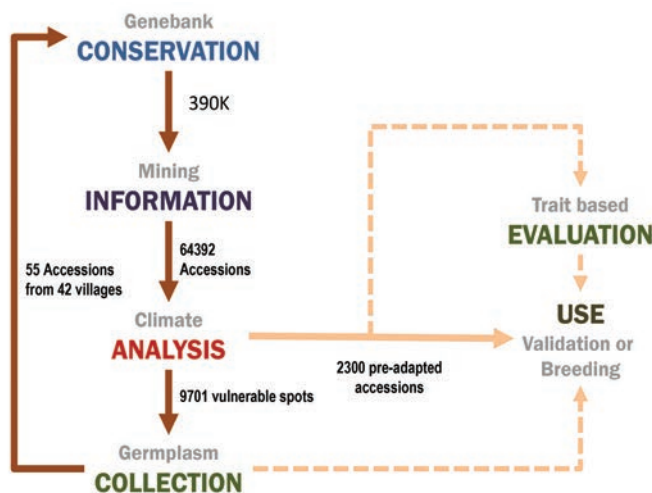 Genebank
CONSERVATION
390K
Mining
INFORMATION
64392
Accessions
55 Accessions
from 42 villages
Climate
ANALYSIS
9701 vulnerable spots
Germplasm
COLLECTION
2300 pre-adapted
accessions
Trait based
EVALUATION
USE
Validation or
Breeding